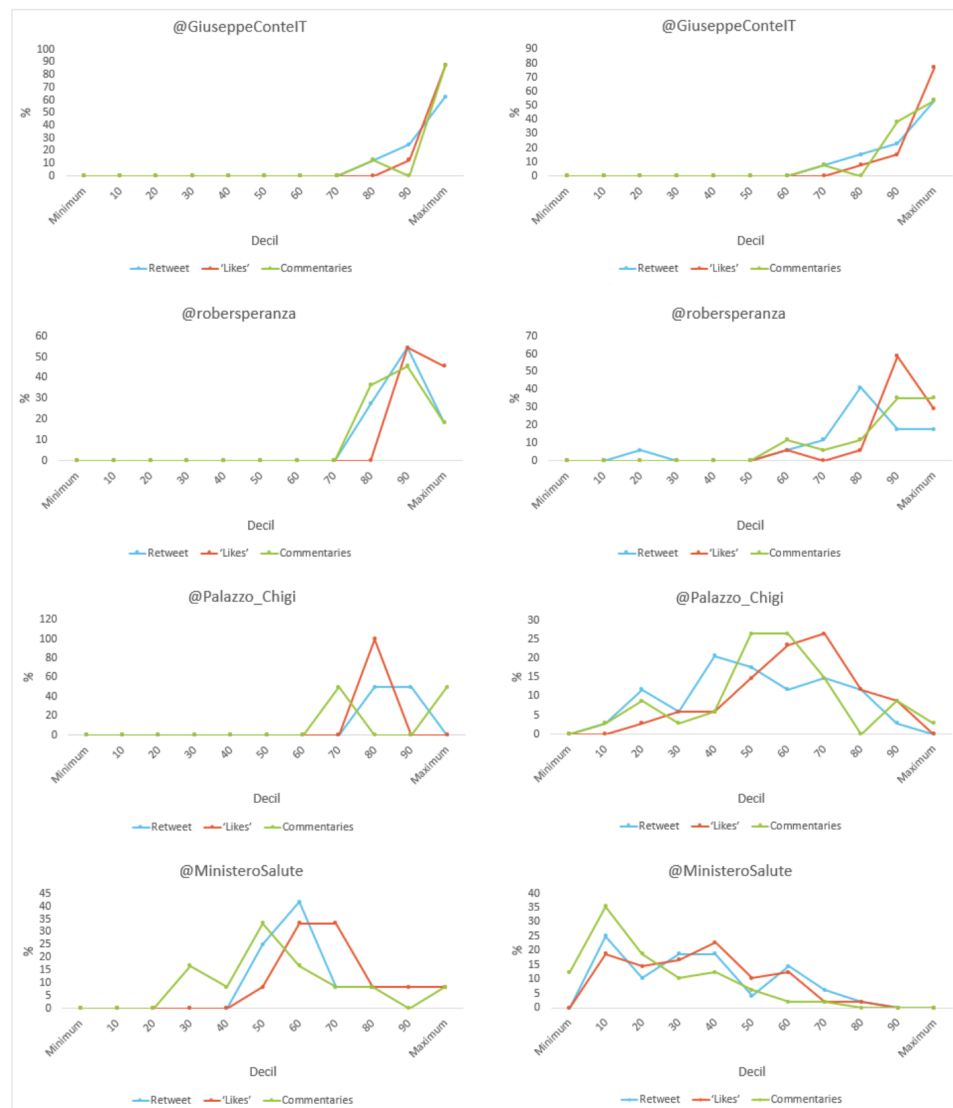 @GiuseppeConteIT
100
90
80
70
60
50
40
30
20
10
0
%
Minimum 10 20 30 40 50 60 70 80 90 Maximum
Decil
Retweet 'Likes' Commentaries
@GiuseppeConteIT
90
80
70
60
50
40
30
20
10
0
%
Minimum 10 20 30 40 50 60 70 80 90 Maximum
Decil
Retweet 'Likes' Commentaries
@robersperanza
60
50
40
30
20
10
0
%
Minimum 10 20 30 40 50 60 70 80 90 Maximum
Decil
Retweet 'Likes' Commentaries
@robersperanza
70
60
50
40
30
20
10
0
%
Minimum 10 20 30 40 50 60 70 80 90 Maximum
Decil
Retweet 'Likes' Commentaries
@Palazzo_Chigi
120
100
80
60
40
20
0
%
Minimum 10 20 30 40 50 60 70 80 90 Maximum
Decil
Retweet 'Likes' Commentaries
@Palazzo_Chigi
30
25
20
15
10
5
0
%
Minimum 10 20 30 40 50 60 70 80 90 Maximum
Decil
Retweet 'Likes' Commentaries
@MinisteroSalute
45
40
35
30
25
20
15
10
5
0
%
Minimum 10 20 30 40 50 60 70 80 90 Maximum
Decil
Retweet 'Likes' Commentaries
@MinisteroSalute
40
35
30
25
20
15
10
5
0
%
Minimum 10 20 30 40 50 60 70 80 90 Maximum
Decil
Retweet 'Likes' Commentaries